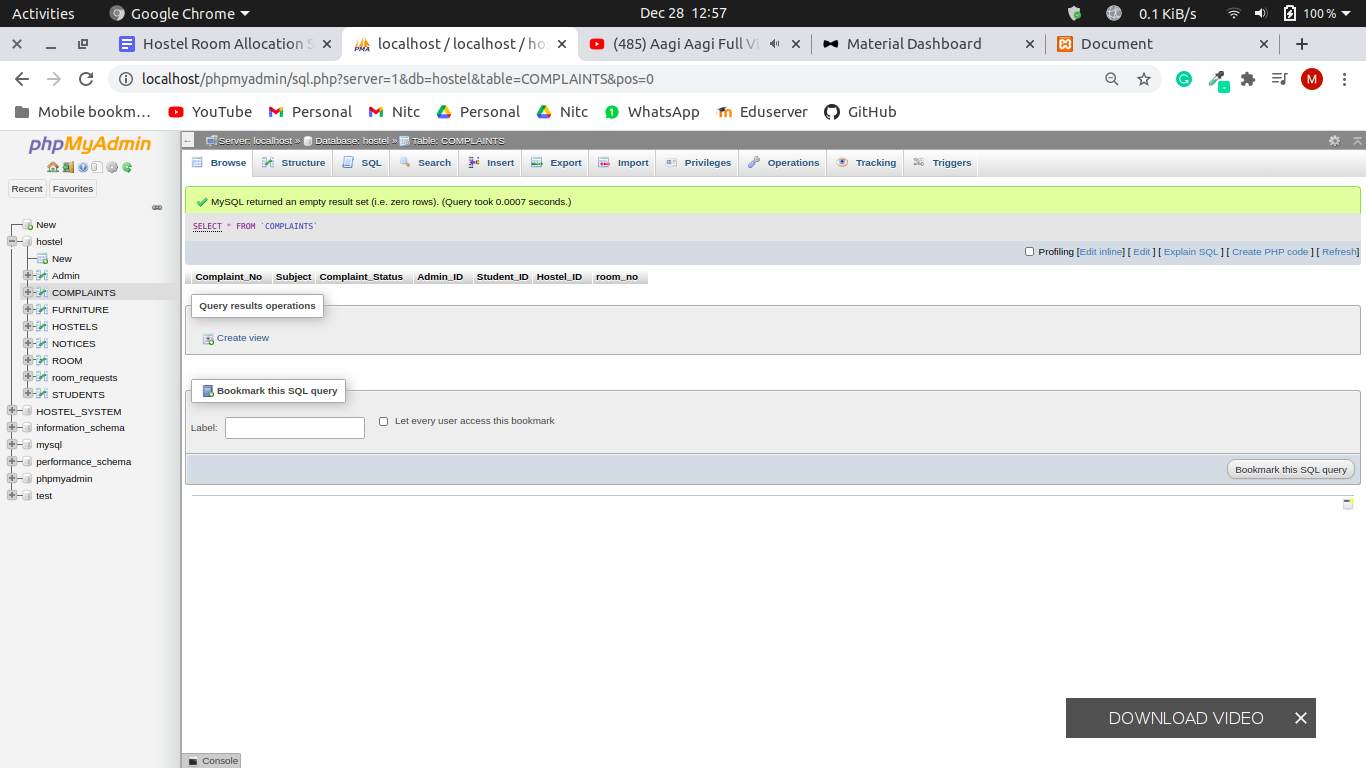 Activities Google Chrome Dec 28 12:57 0.1 KiB/s 100 %
Hostel Room Allocation S localhost / localhost / ho (485) Aagi Aagi Full Vi Material Dashboard Document
localhost/phpmyadmin/sql.php?server=1&db=hostel&table=COMPLAINTS&pos=0 M
Mobile bookm... YouTube Personal Nitc Personal Nitc WhatsApp Eduserver GitHub
phpMyAdmin
Recent Favorites
New
hostel
New
Admin
COMPLAINTS
FURNITURE
HOSTELS
NOTICES
ROOM
room_requests
STUDENTS
HOSTEL_SYSTEM
information_schema
mysql
performance_schema
phpmyadmin
test
Server: localhost » Database: hostel » Table: COMPLAINTS
Browse Structure SQL Search Insert Export Import Privileges Operations Tracking Triggers
MySQL returned an empty result set (i.e. zero rows). (Query took 0.0007 seconds.)
SELECT * FROM `COMPLAINTS`
Profiling [Edit inline] [ Edit ] [ Explain SQL ] [ Create PHP code ] [ Refresh]
Complaint_No Subject Complaint_Status Admin_ID Student_ID Hostel_ID room_no
Query results operations
Create view
Bookmark this SQL query
Label: Let every user access this bookmark
Bookmark this SQL query
DOWNLOAD VIDEO
Console